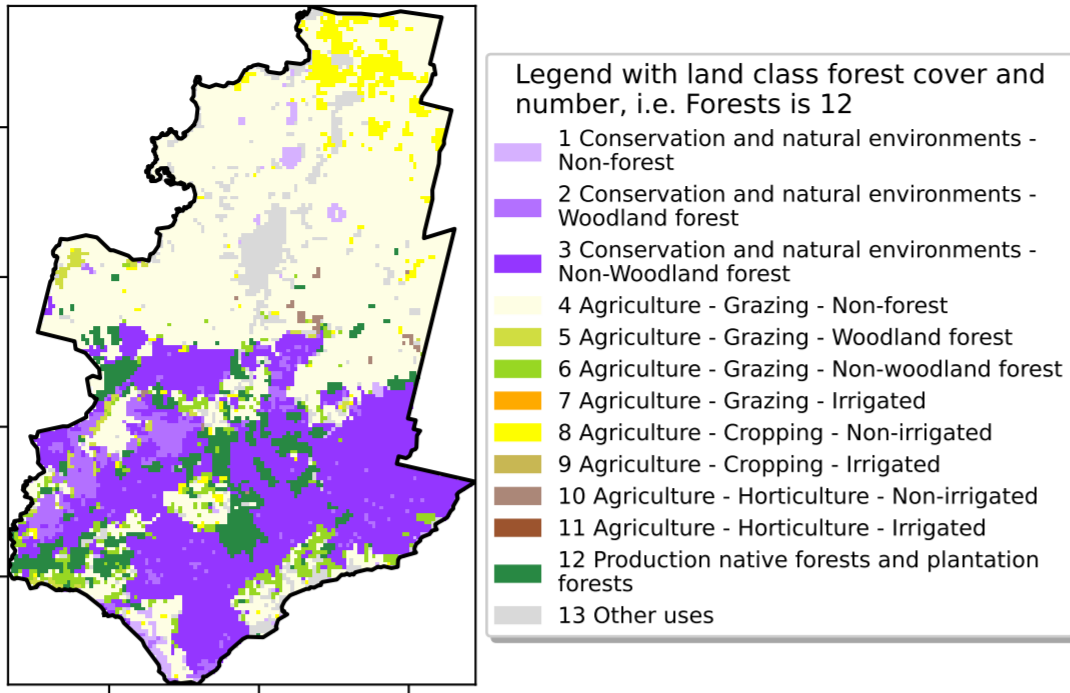 Legend with land class forest cover and
number, i.e. Forests is 12
1 Conservation and natural environments -
Non-forest
2 Conservation and natural environments -
Woodland forest
3 Conservation and natural environments -
Non-Woodland forest
4 Agriculture - Grazing - Non-forest
5 Agriculture - Grazing - Woodland forest
6 Agriculture - Grazing - Non-woodland forest
7 Agriculture - Grazing - Irrigated
8 Agriculture - Cropping - Non-irrigated
9 Agriculture - Cropping - Irrigated
10 Agriculture - Horticulture - Non-irrigated
11 Agriculture - Horticulture - Irrigated
12 Production native forests and plantation
forests
13 Other uses